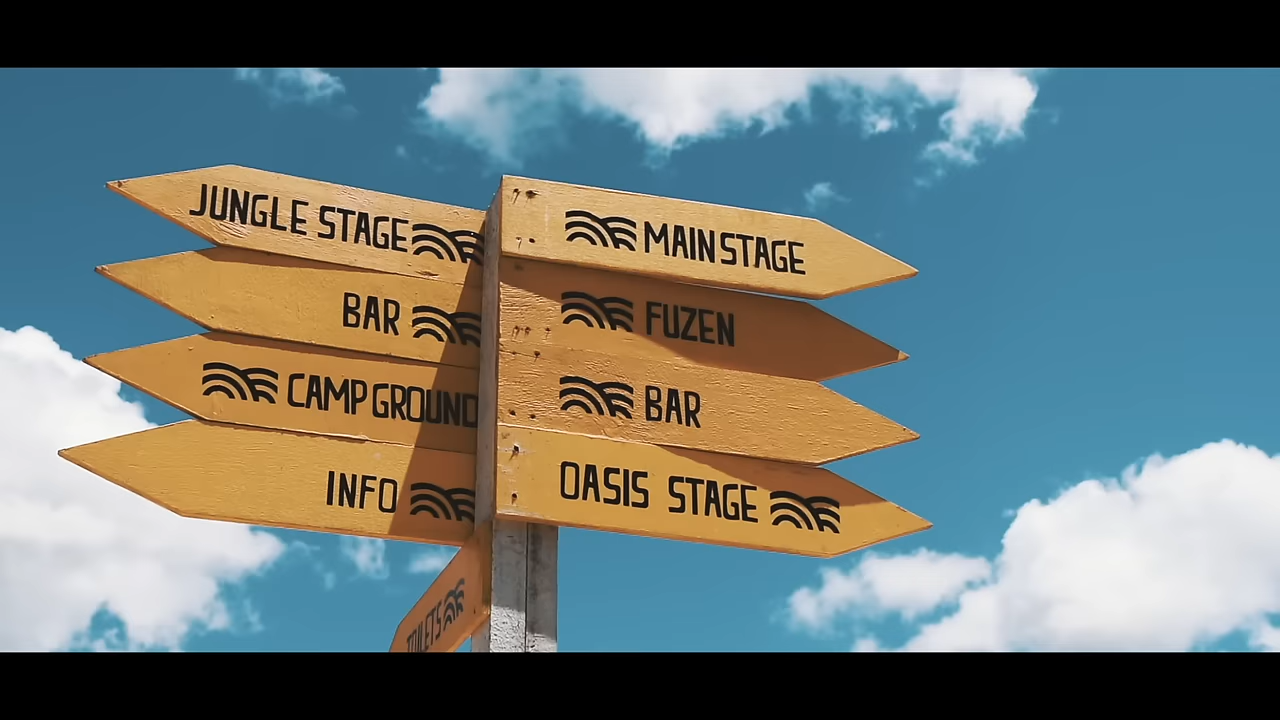 JUNGLE STAGE
BAR
CAMP GROUND
INFO
TOILETS
MAIN STAGE
FUZEN
BAR
OASIS STAGE